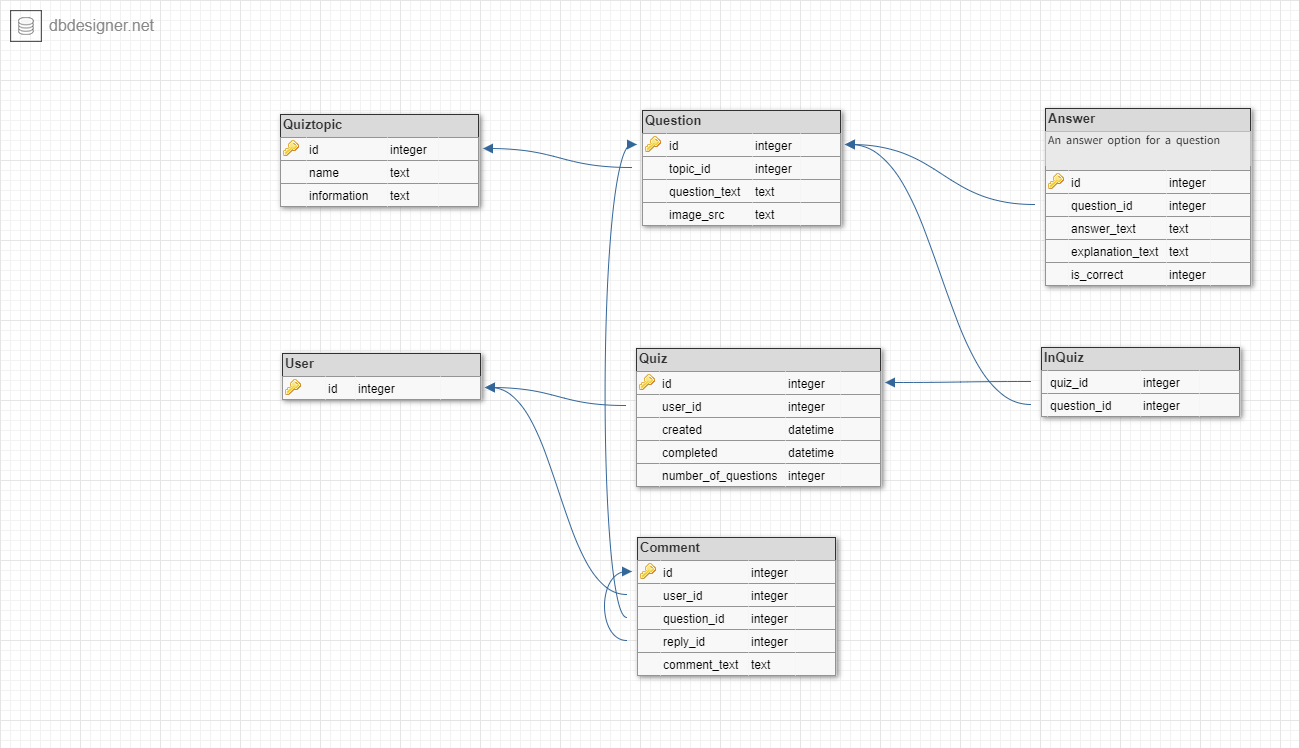 dbdesigner.net
Quiztopic
id integer
name text
information text
Question
id integer
topic_id integer
question_text text
image_src text
Answer
An answer option for a question
id integer
question_id integer
answer_text text
explanation_text text
is_correct integer
User
id integer
Quiz
id integer
user_id integer
created datetime
completed datetime
number_of_questions integer
InQuiz
quiz_id integer
question_id integer
Comment
id integer
user_id integer
question_id integer
reply_id integer
comment_text text